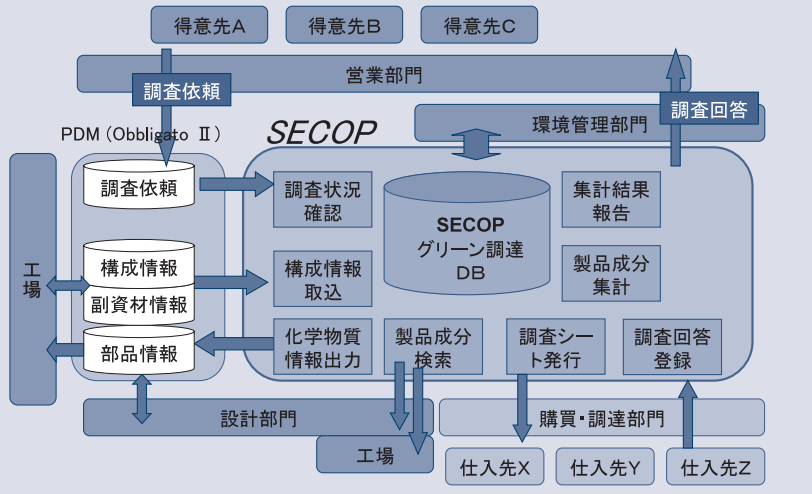 得意先A
得意先B
得意先C
営業部門
調査依頼
調査回答
PDM（Obbligato Ⅱ）
SECOP
環境管理部門
調査依頼
調査状況
確認
SECOP
グリーン調達
DB
集計結果
報告
工場
構成情報
副資材情報
構成情報
取込
製品成分
集計
部品情報
化学物質
情報出力
製品成分
検索
調査シー
ト発行
調査回答
登録
設計部門
購買・調達部門
工場
仕入先X
仕入先Y
仕入先Z